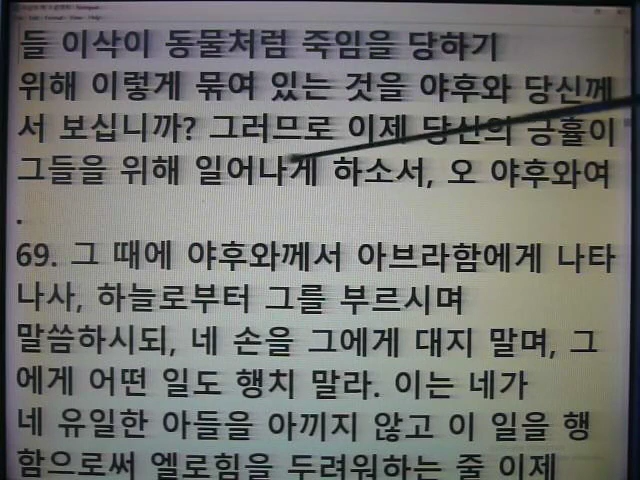 들 이삭이 동물처럼 죽임을 당하기
위해 이렇게 묶여 있는 것을 야후와 당신께
서 보십니까? 그러므로 이제 당신의 긍휼이
그들을 위해 일어나게 하소서, 오 야후와여
.
69. 그 때에 야후와께서 아브라함에게 나타
나사, 하늘로부터 그를 부르시며
말씀하시되, 네 손을 그에게 대지 말며, 그
에게 어떤 일도 행치 말라. 이는 네가
네 유일한 아들을 아끼지 않고 이 일을 행
함으로써 엘로힘을 두려워하는 줄 이제